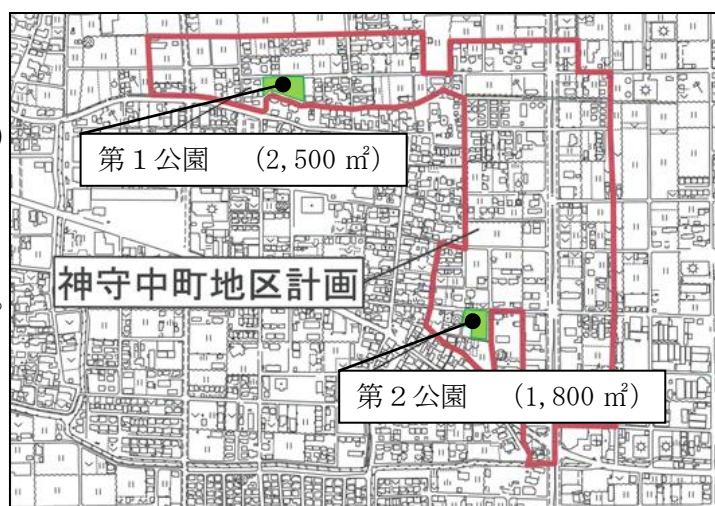 第１公園　（2,500 ㎡）
神守中町地区計画
第２公園　（1,800 ㎡）